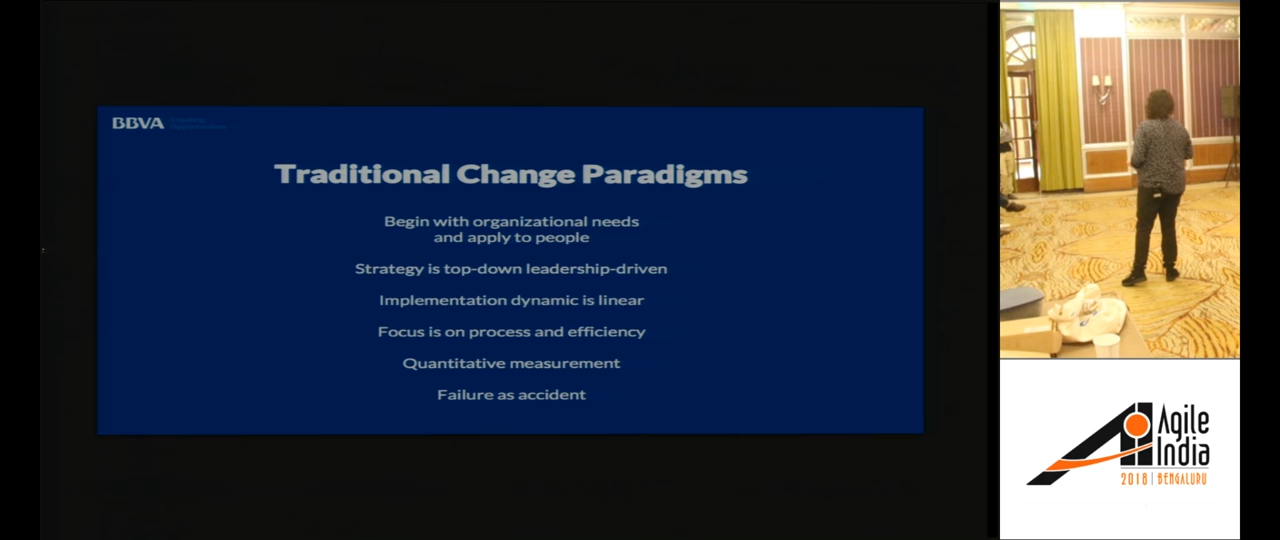 BBVA
Traditional Change Paradigms
Begin with organizational needs
and apply to people
Strategy is top-down leadership-driven
Implementation dynamic is linear
Focus is on process and efficiency
Quantitative measurement
Failure as accident
Agile
India
2018 | BENGALURU